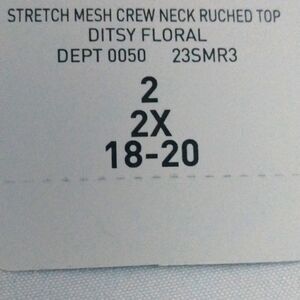 STRETCH MESH CREW NECK RUCHED TOP
DITSY FLORAL
DEPT 0050 23SMR3
2
2X
18-20